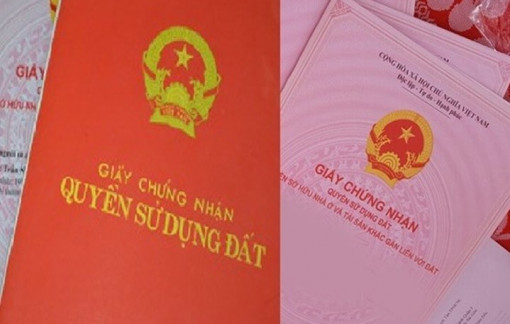 GIẤY CHỨNG NHẬN
QUYỀN SỬ DỤNG ĐẤT
CỘNG HÒA XÃ HỘI CHỦ NGHĨA VIỆT NAM
Độc lập - Tự do - Hạnh phúc
GIẤY CHỨNG NHẬN
QUYỀN SỬ DỤNG ĐẤT
ỀN SỞ HỮU NHÀ Ở VÀ TÀI SẢN KHÁC GẮN LIỀN VỚI ĐẤT
GIẤY